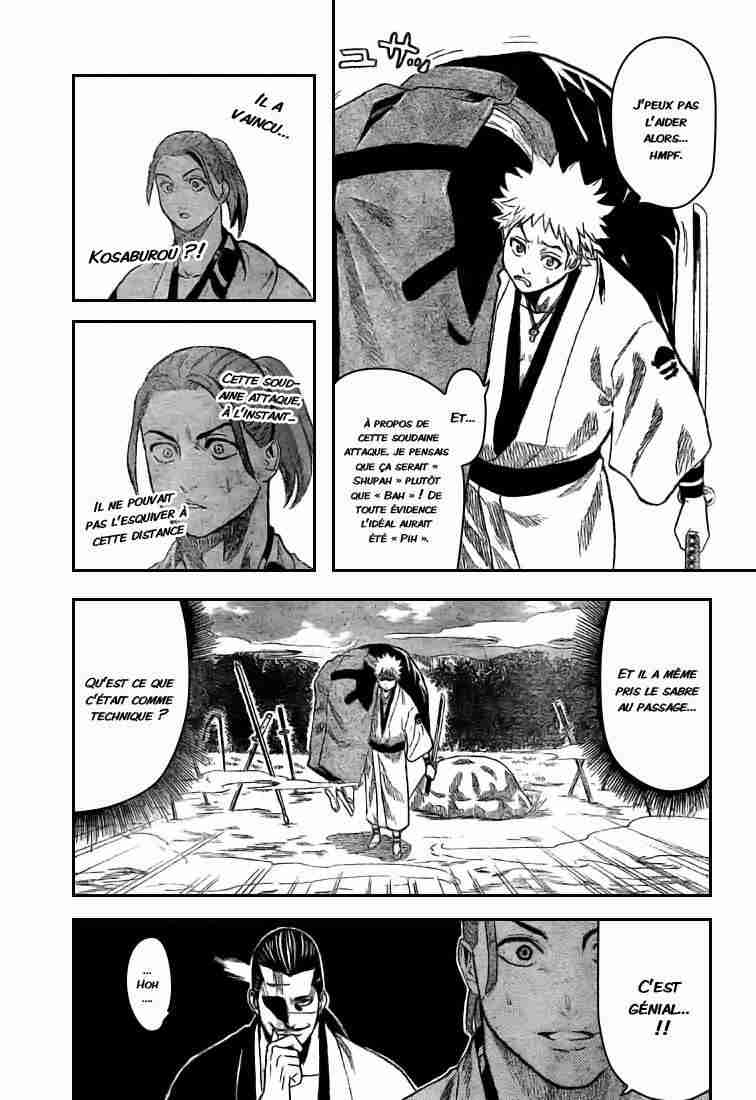 ユサッ...
J'PEUX PAS
L'AIDER
ALORS...
HMPF.
ET...
À PROPOS DE
CETTE SOUDAINE
ATTAQUE, JE PENSAIS
QUE ÇA SERAIT «
SHUPAH » PLUTÔT
QUE « BAH » ! DE
TOUTE ÉVIDENCE
L'IDÉAL AURAIT
ÉTÉ « PIH ».
IL A
VAINCU...
KOSABUROU ?!
CETTE SOUD-
AINE ATTAQUE,
À L'INSTANT...
IL NE POUVAIT
PAS L'ESQUIVER À
CETTE DISTANCE
ET IL A MÊME
PRIS LE SABRE
AU PASSAGE...
QU'EST CE QUE
C'ÉTAIT COMME
TECHNIQUE ?
C'EST
GÉNIAL...
!!
...
HOH
....